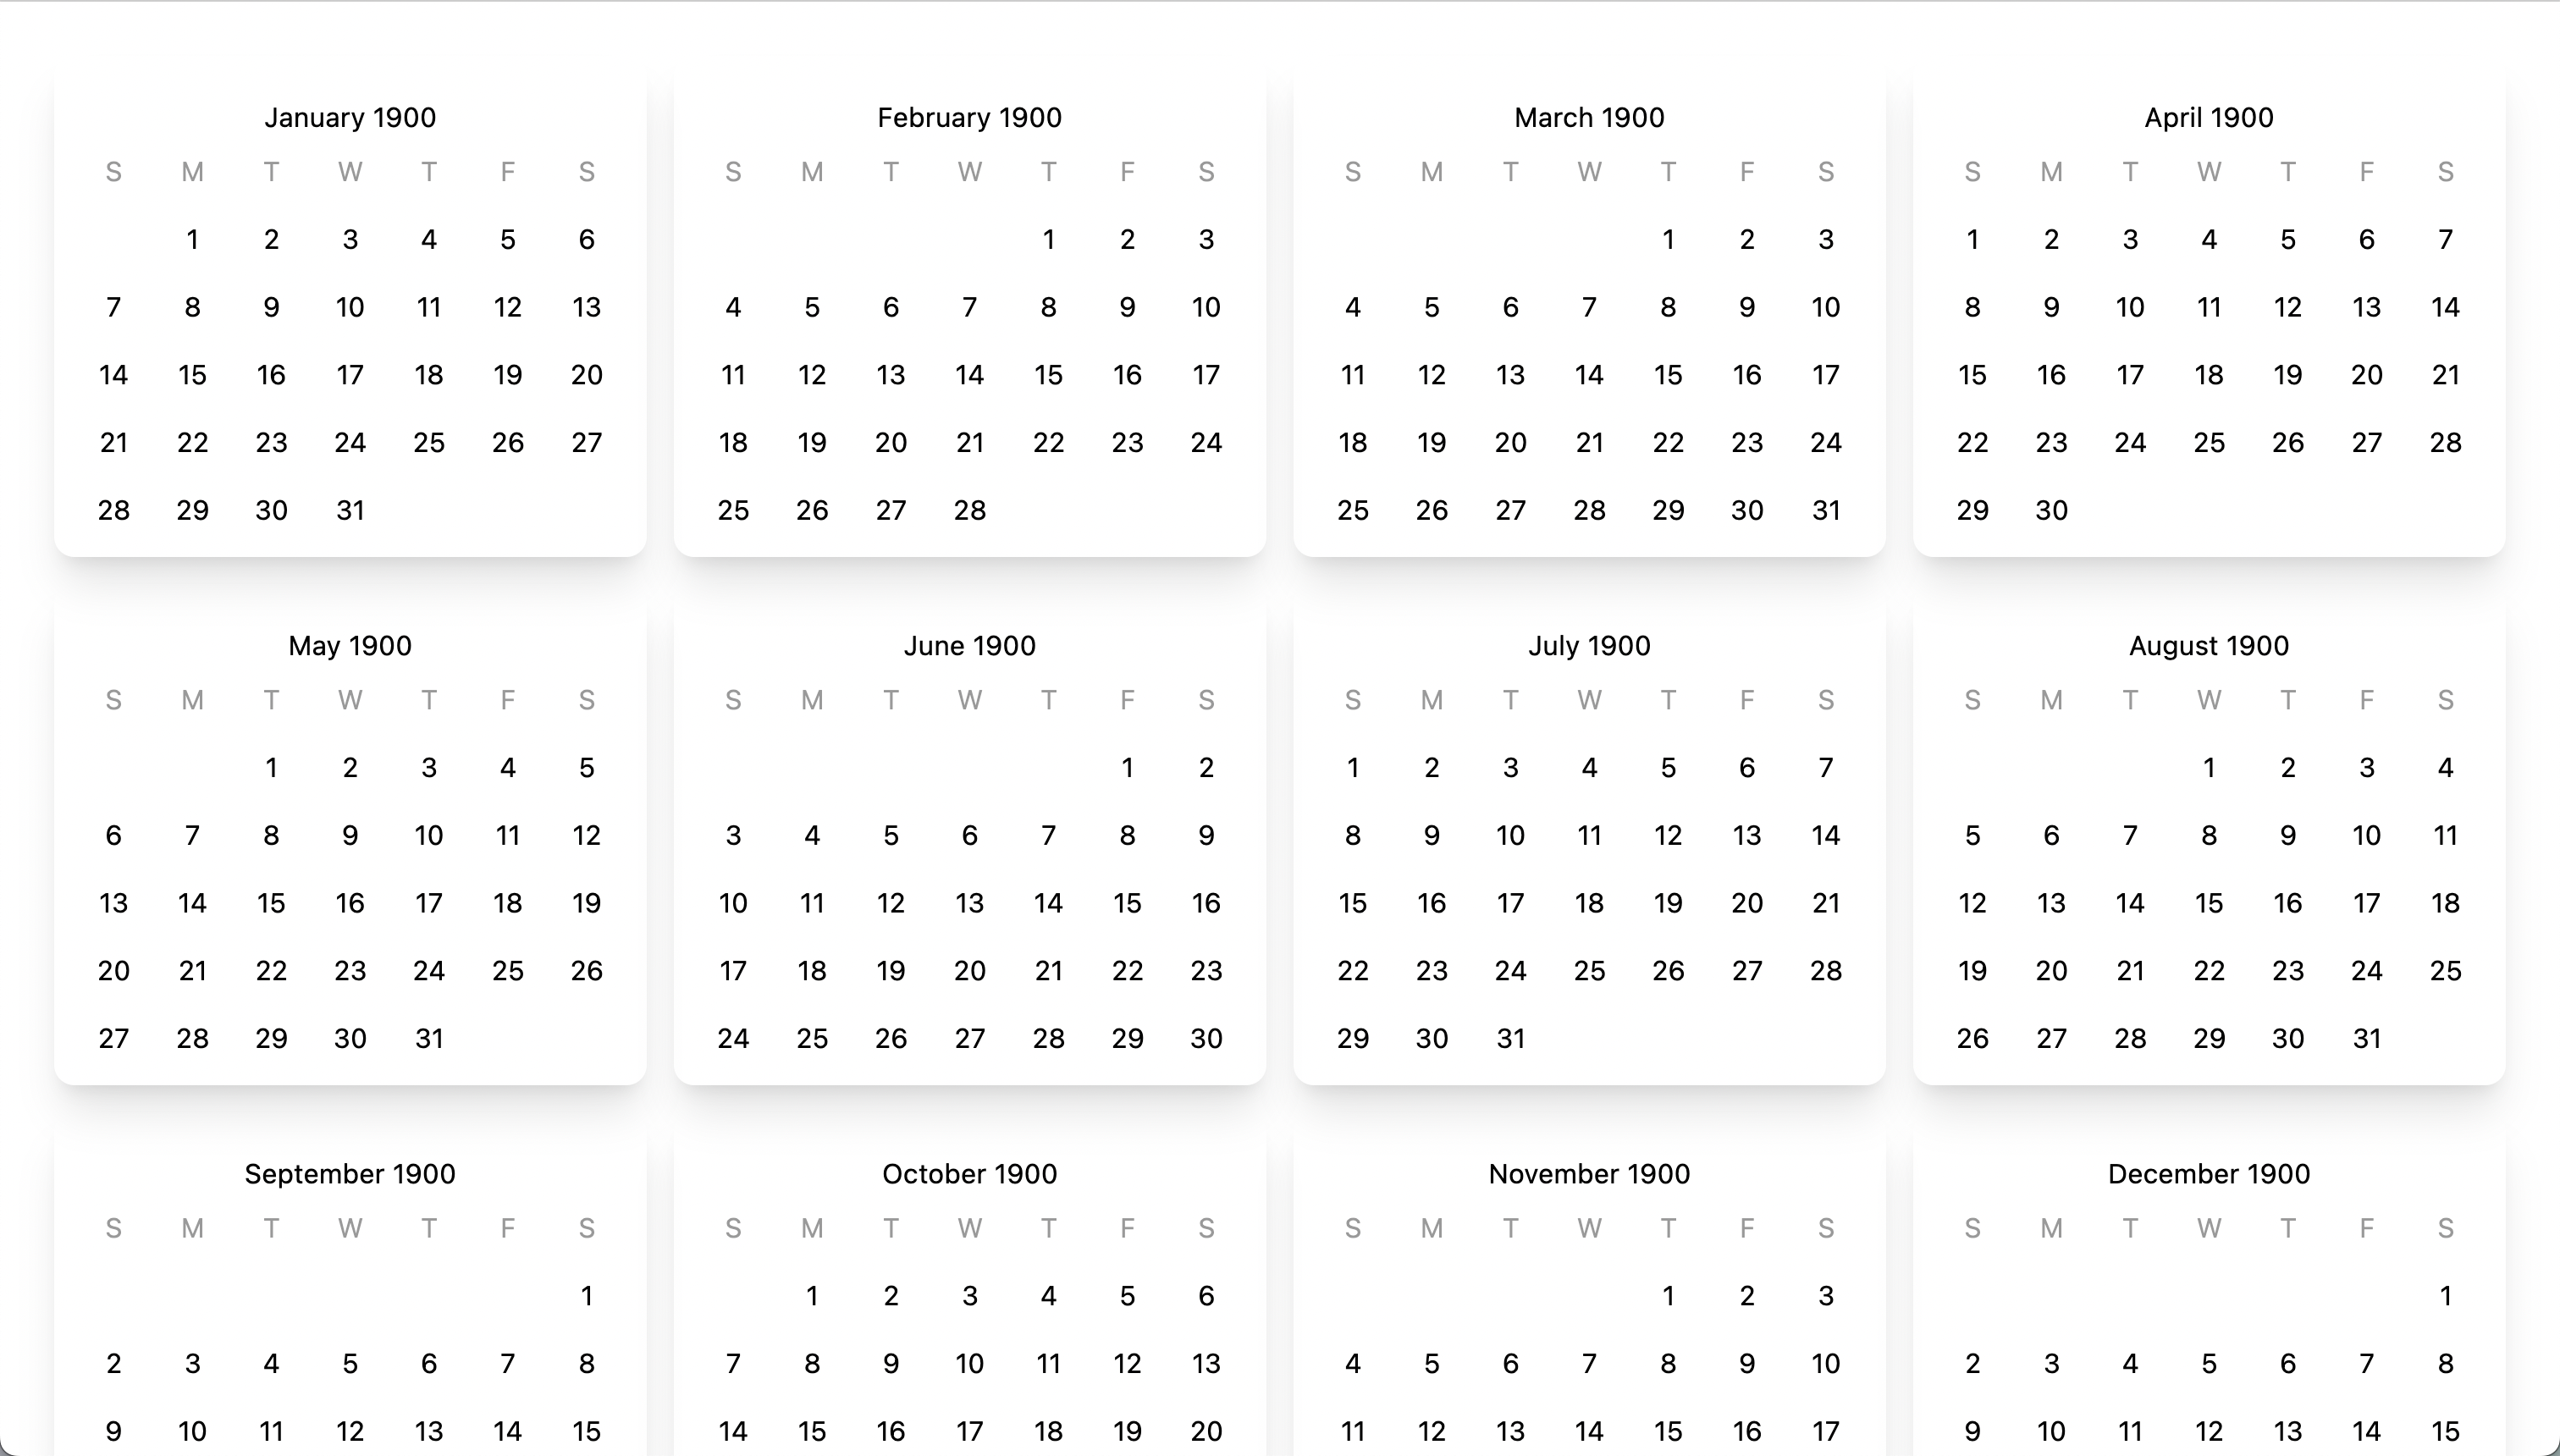 January 1900
S M T W T F S
1 2 3 4 5 6
7 8 9 10 11 12 13
14 15 16 17 18 19 20
21 22 23 24 25 26 27
28 29 30 31
February 1900
S M T W T F S
1 2 3
4 5 6 7 8 9 10
11 12 13 14 15 16 17
18 19 20 21 22 23 24
25 26 27 28
March 1900
S M T W T F S
1 2 3
4 5 6 7 8 9 10
11 12 13 14 15 16 17
18 19 20 21 22 23 24
25 26 27 28 29 30 31
April 1900
S M T W T F S
1 2 3 4 5 6 7
8 9 10 11 12 13 14
15 16 17 18 19 20 21
22 23 24 25 26 27 28
29 30
May 1900
S M T W T F S
1 2 3 4 5
6 7 8 9 10 11 12
13 14 15 16 17 18 19
20 21 22 23 24 25 26
27 28 29 30 31
June 1900
S M T W T F S
1 2
3 4 5 6 7 8 9
10 11 12 13 14 15 16
17 18 19 20 21 22 23
24 25 26 27 28 29 30
July 1900
S M T W T F S
1 2 3 4 5 6 7
8 9 10 11 12 13 14
15 16 17 18 19 20 21
22 23 24 25 26 27 28
29 30 31
August 1900
S M T W T F S
1 2 3 4
5 6 7 8 9 10 11
12 13 14 15 16 17 18
19 20 21 22 23 24 25
26 27 28 29 30 31
September 1900
S M T W T F S
1
2 3 4 5 6 7 8
9 10 11 12 13 14 15
October 1900
S M T W T F S
1 2 3 4 5 6
7 8 9 10 11 12 13
14 15 16 17 18 19 20
November 1900
S M T W T F S
1 2 3
4 5 6 7 8 9 10
11 12 13 14 15 16 17
December 1900
S M T W T F S
1
2 3 4 5 6 7 8
9 10 11 12 13 14 15